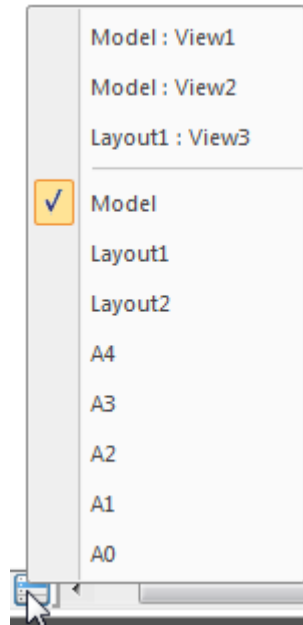 Model : View1
Model : View2
Layout1 : View3
Model
Layout1
Layout2
A4
A3
A2
A1
A0